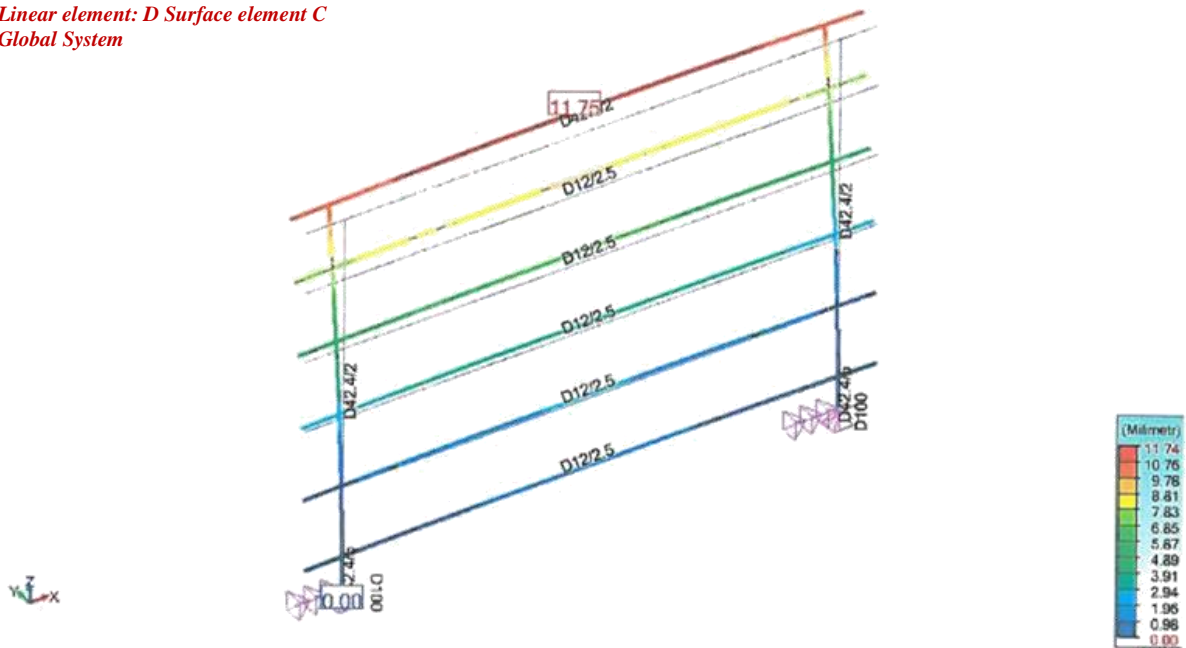 Linear element: D Surface element C
Global System
11.75
D12/2.5
D12/2.5
D42.4/2
D12/2.5
D12/2.5
D42.4/2
D12/2.5
D100
D100
0.00
Z
Y
X
(Milimetr)
11.74
10.76
9.78
8.81
7.83
6.85
5.87
4.89
3.91
2.94
1.95
0.98
0.00